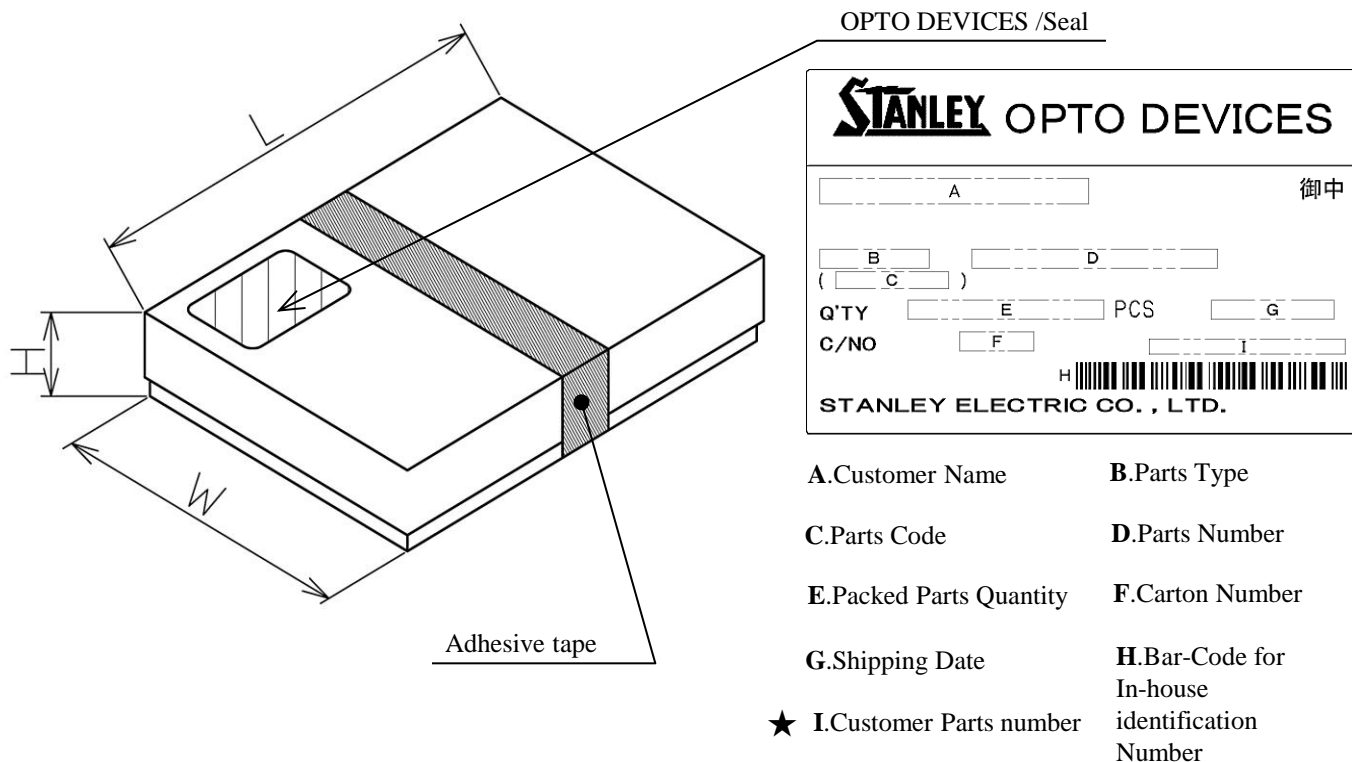 OPTO DEVICES /Seal
L
H
W
Adhesive tape
STANLEY OPTO DEVICES
A 御中
B D
( C )
Q'TY E PCS G
C/NO F I
H
STANLEY ELECTRIC CO., LTD.
A.Customer Name B.Parts Type
C.Parts Code D.Parts Number
E.Packed Parts Quantity F.Carton Number
G.Shipping Date H.Bar-Code for
In-house
★ I.Customer Parts number identification
Number